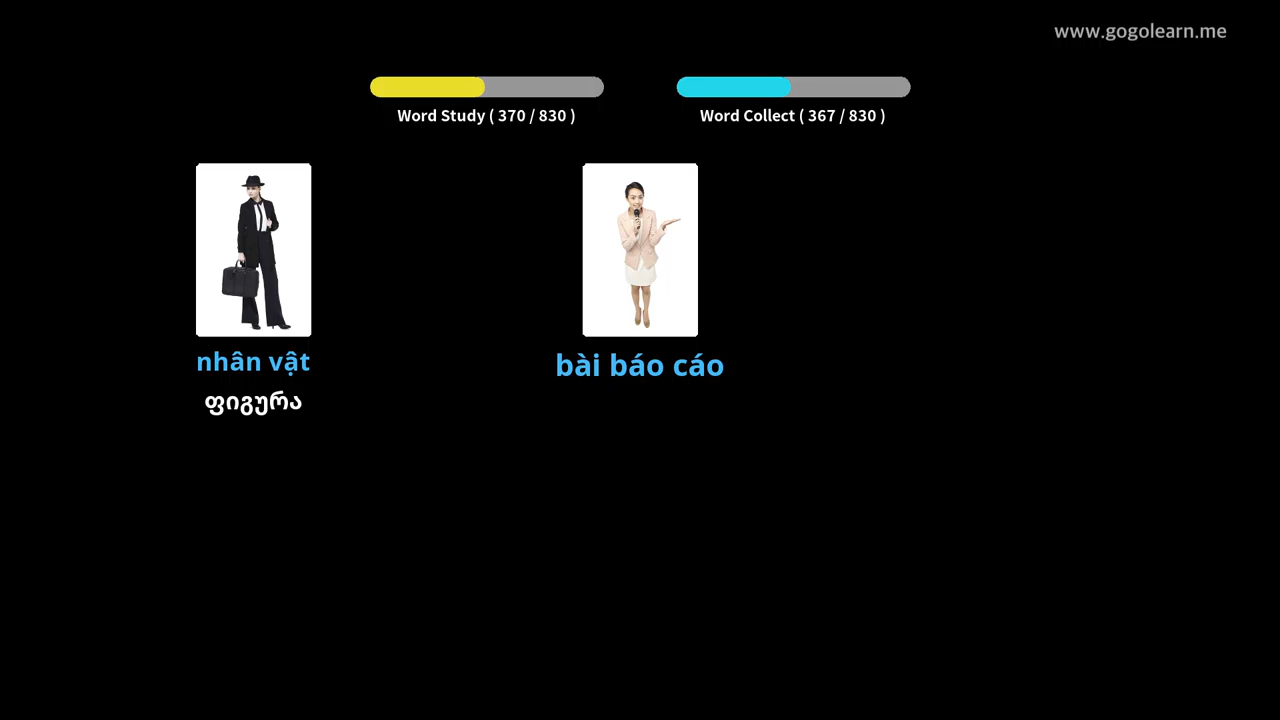 www.gogolearn.me
Word Study ( 370 / 830 )
Word Collect ( 367 / 830 )
nhân vật
ფიგურა
bài báo cáo